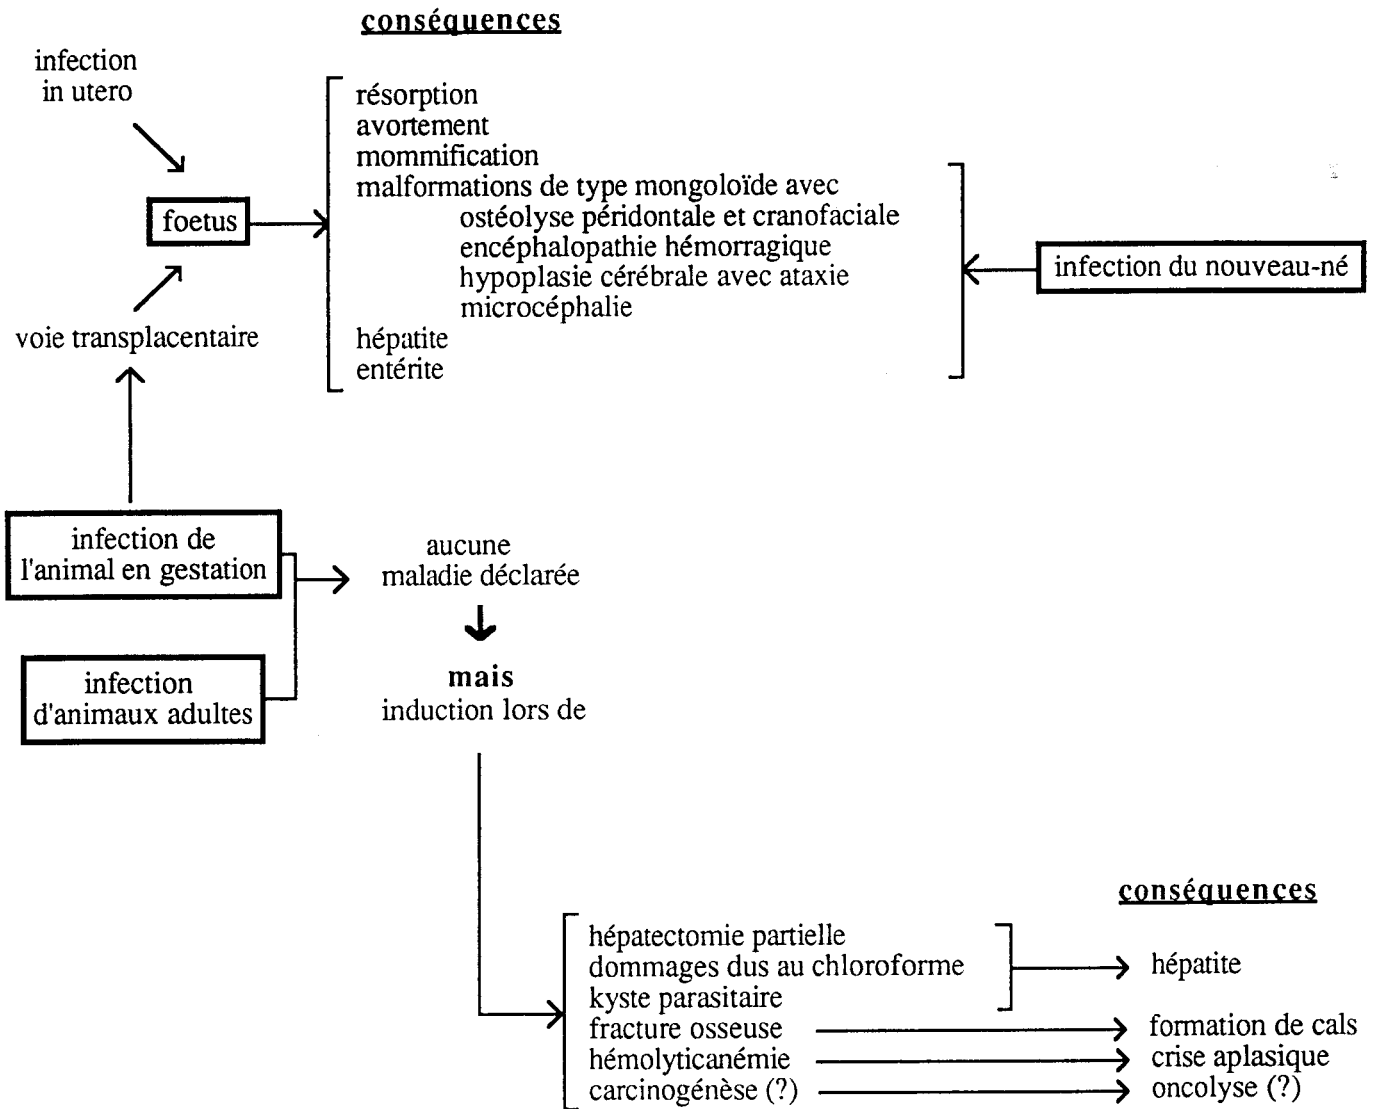 conséquences
infection
in utero
résorption
avortement
mommification
malformations de type mongoloïde avec
ostéolyse péridontale et cranofaciale
encéphalopathie hémorragique
hypoplasie cérébrale avec ataxie
microcéphalie
hépatite
entérite
foetus
infection du nouveau-né
voie transplacentaire
infection de
l'animal en gestation
aucune
maladie déclarée
infection
d'animaux adultes
mais
induction lors de
conséquences
hépatectomie partielle
dommages dus au chloroforme
kyste parasitaire
hépatite
fracture osseuse
formation de cals
hémolyticanémie
crise aplasique
carcinogénèse (?)
oncolyse (?)